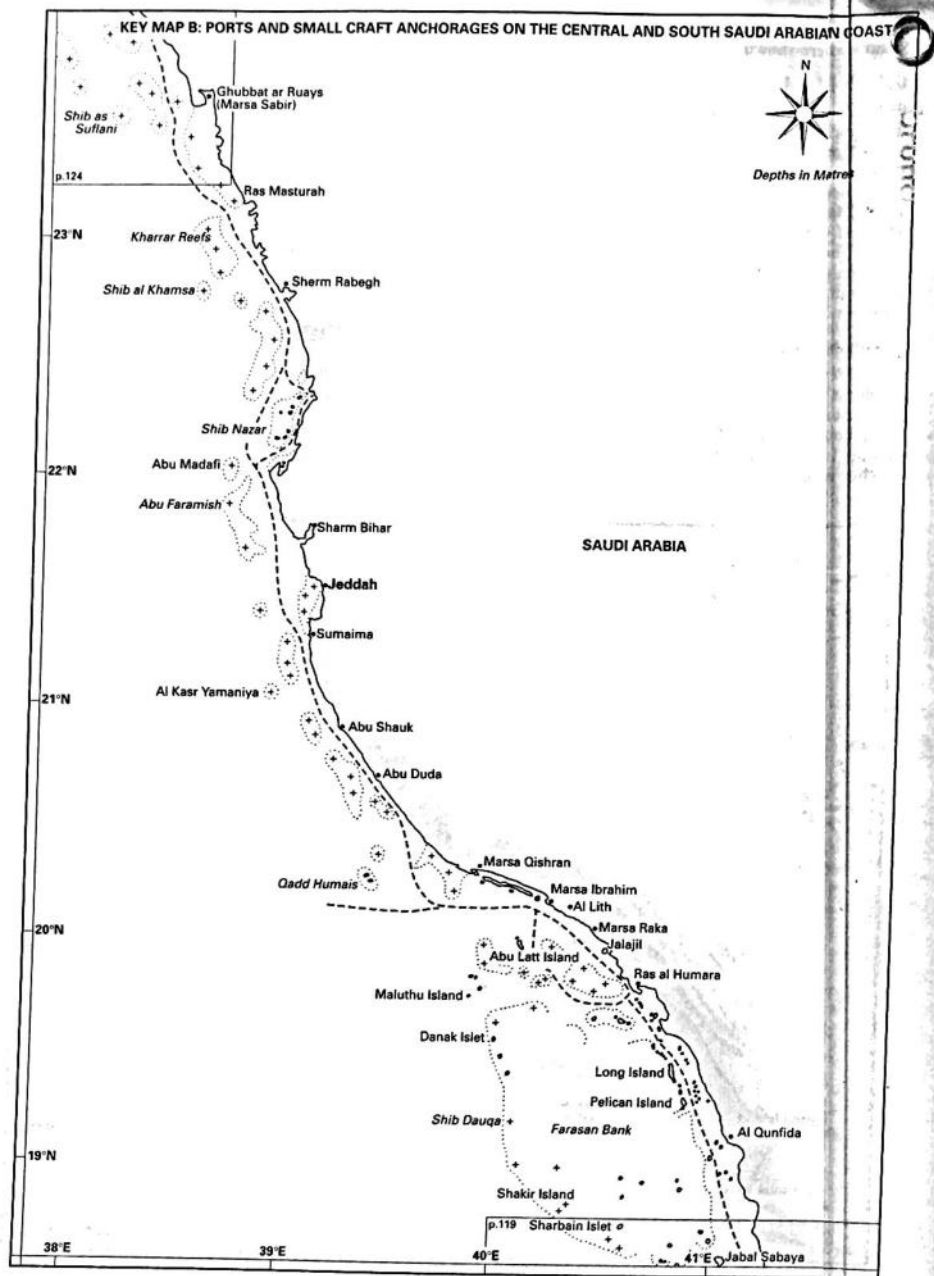 KEY MAP B: PORTS AND SMALL CRAFT ANCHORAGES ON THE CENTRAL AND SOUTH SAUDI ARABIAN COAST
N
Ghubbat ar Ruays
(Marsa Sabir)
Shib as
Suflani
Depths in Metres
p.124
Ras Masturah
23°N
Kharrar Reefs
Sherm Rabegh
Shib al Khamsa
Shib Nazar
22°N
Abu Madafi
Abu Faramish
Sharm Bihar
SAUDI ARABIA
Jeddah
Sumaima
Al Kasr Yamaniya
21°N
Abu Shauk
Abu Duda
Marsa Qishran
Qadd Humais
Marsa Ibrahim
Al Lith
20°N
Marsa Raka
Jalajil
Abu Latt Island
Ras al Humara
Maluthu Island
Danak Islet
Long Island
Pelican Island
Shib Dauqa
Farasan Bank
Al Qunfida
19°N
Shakir Island
p.119
Sharbain Islet
38°E
39°E
40°E
41°E
Jabal Sabaya